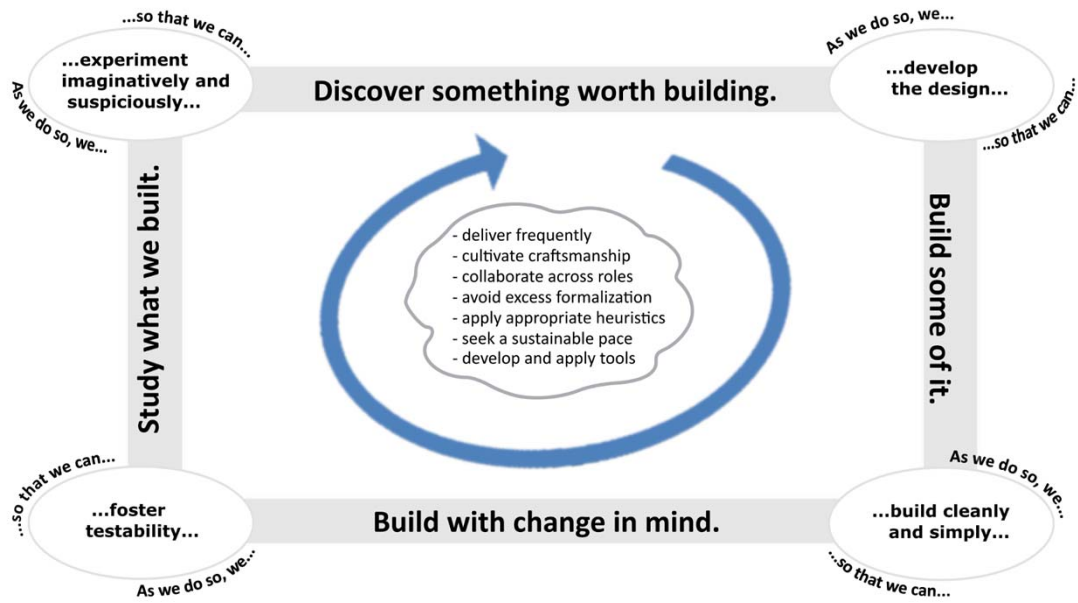 ...so that we can...
...experiment
imaginatively and
suspiciously...
As we do so, we...
Discover something worth building.
As we do so, we...
...develop
the design...
...so that we can...
Study what we built.
- deliver frequently
- cultivate craftsmanship
- collaborate across roles
- avoid excess formalization
- apply appropriate heuristics
- seek a sustainable pace
- develop and apply tools
Build some of it.
...so that we can...
...foster
testability...
As we do so, we...
Build with change in mind.
As we do so, we...
...build cleanly
and simply...
...so that we can...